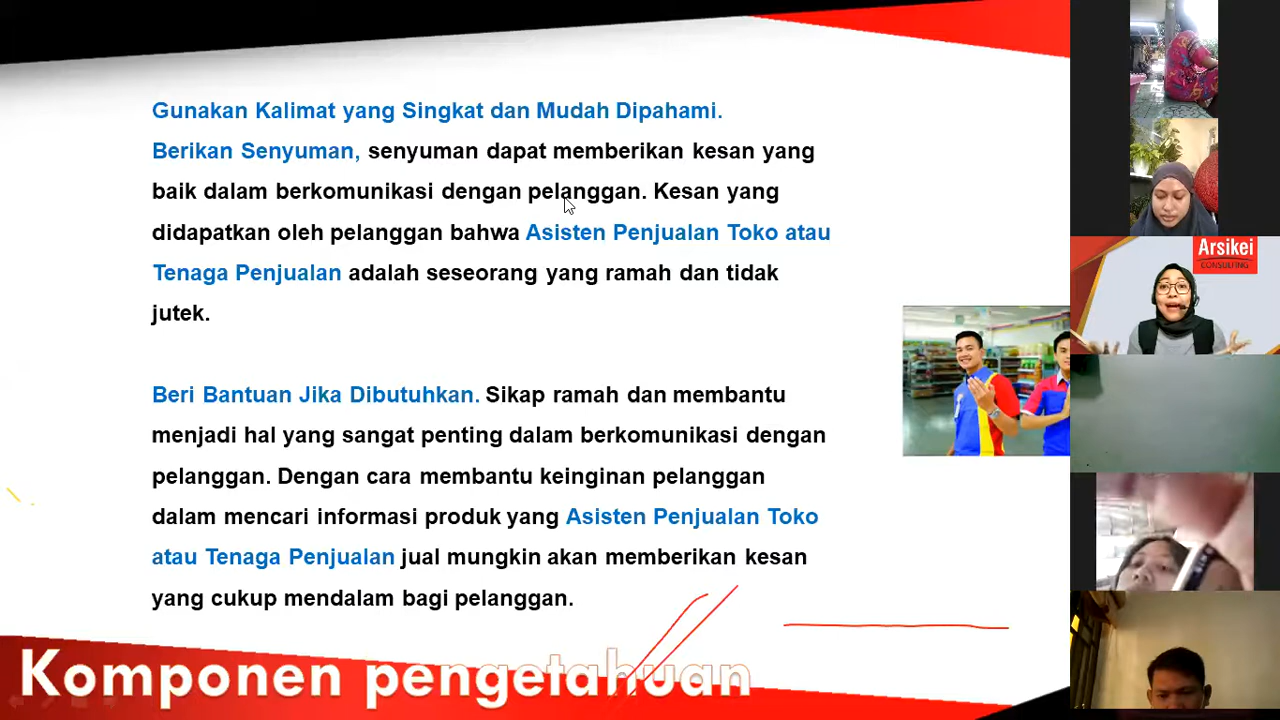 Gunakan Kalimat yang Singkat dan Mudah Dipahami.
Berikan Senyuman, senyuman dapat memberikan kesan yang
baik dalam berkomunikasi dengan pelanggan. Kesan yang
didapatkan oleh pelanggan bahwa Asisten Penjualan Toko atau
Tenaga Penjualan adalah seseorang yang ramah dan tidak
jutek.
Beri Bantuan Jika Dibutuhkan. Sikap ramah dan membantu
menjadi hal yang sangat penting dalam berkomunikasi dengan
pelanggan. Dengan cara membantu keinginan pelanggan
dalam mencari informasi produk yang Asisten Penjualan Toko
atau Tenaga Penjualan jual mungkin akan memberikan kesan
yang cukup mendalam bagi pelanggan.
Komponen pengetahuan
Arsikei
CONSULITNG